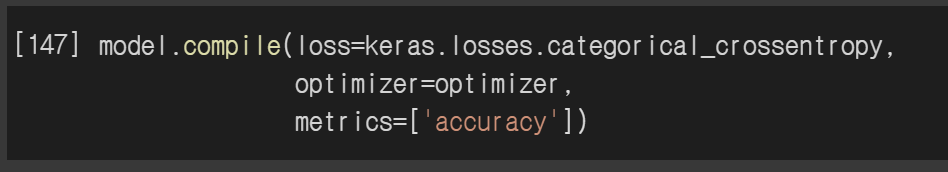 [147] model.compile(loss=keras.losses.categorical_crossentropy,
optimizer=optimizer,
metrics=['accuracy'])